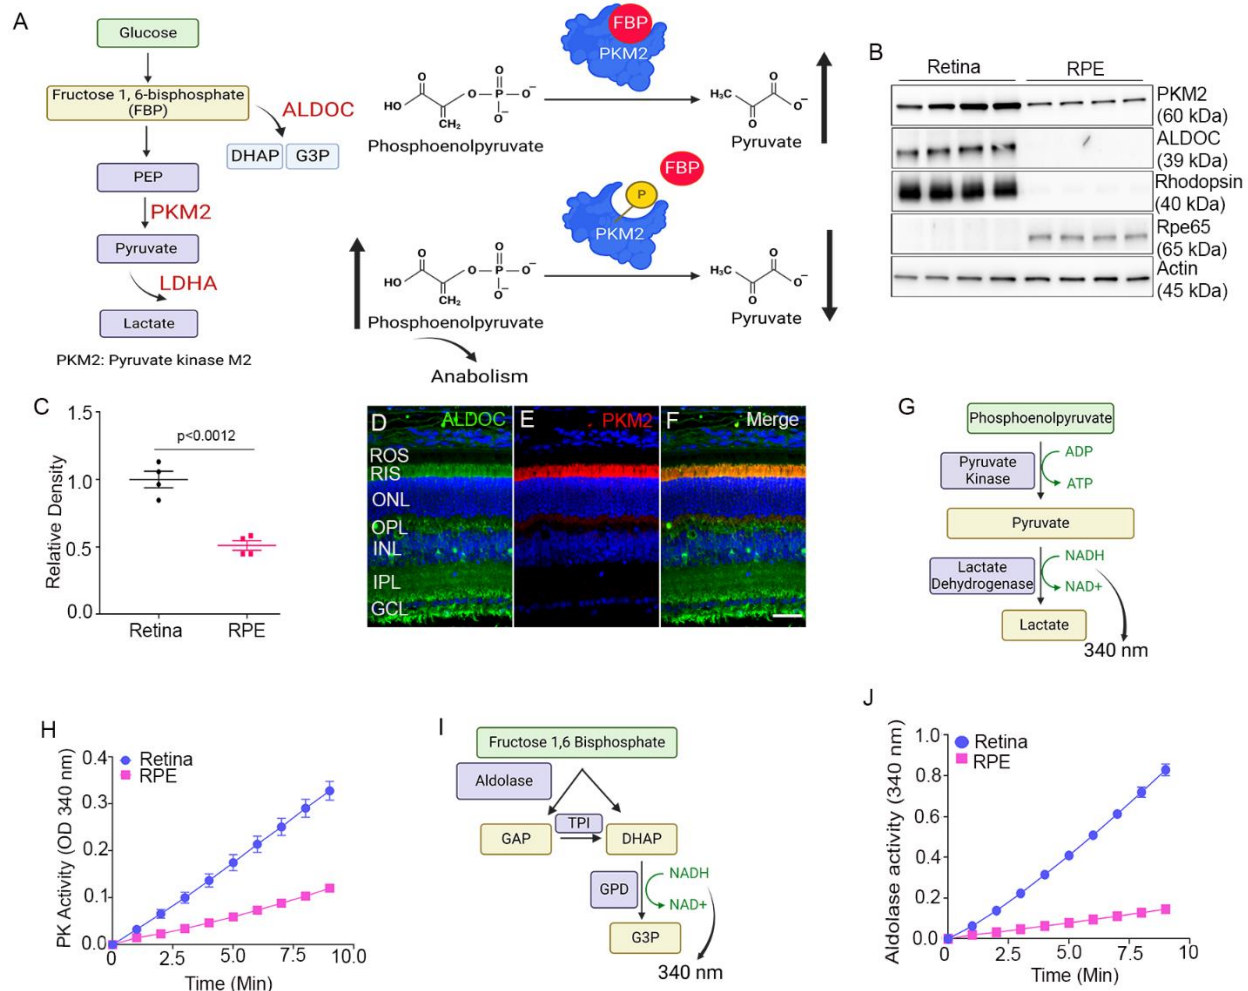 A
Glucose
Fructose 1, 6-bisphosphate
(FBP)
ALDOC
DHAP
G3P
PEP
PKM2
Pyruvate
LDHA
Lactate
PKM2: Pyruvate kinase M2
FBP
PKM2
O
HO
O
CH₂
O
P
O⁻
O⁻
Phosphoenolpyruvate
O
H₃C
O⁻
O
Pyruvate
FBP
P
PKM2
O
HO
O
CH₂
O
P
O⁻
O⁻
Phosphoenolpyruvate
O
H₃C
O⁻
O
Pyruvate
Anabolism
B
Retina RPE
PKM2
(60 kDa)
ALDOC
(39 kDa)
Rhodopsin
(40 kDa)
Rpe65
(65 kDa)
Actin
(45 kDa)
C
Relative Density
1.5
1.0
0.5
0.0
p<0.0012
Retina RPE
D ALDOC
E PKM2
F Merge
ROS
RIS
ONL
OPL
INL
IPL
GCL
G
Phosphoenolpyruvate
Pyruvate
Kinase
ADP
ATP
Pyruvate
Lactate
Dehydrogenase
NADH
NAD+
Lactate
340 nm
H
PK Activity (OD 340 nm)
0.4
0.3
0.2
0.1
0.0
Retina
RPE
0 2.5 5.0 7.5 10.0
Time (Min)
I
Fructose 1,6 Bisphosphate
Aldolase
GAP
TPI
DHAP
GPD
NADH
NAD+
G3P
340 nm
J
Adolase activity (340 nm)
1.0
0.8
0.6
0.4
0.2
0.0
Retina
RPE
0 2.5 5.0 7.5 10
Time (Min)